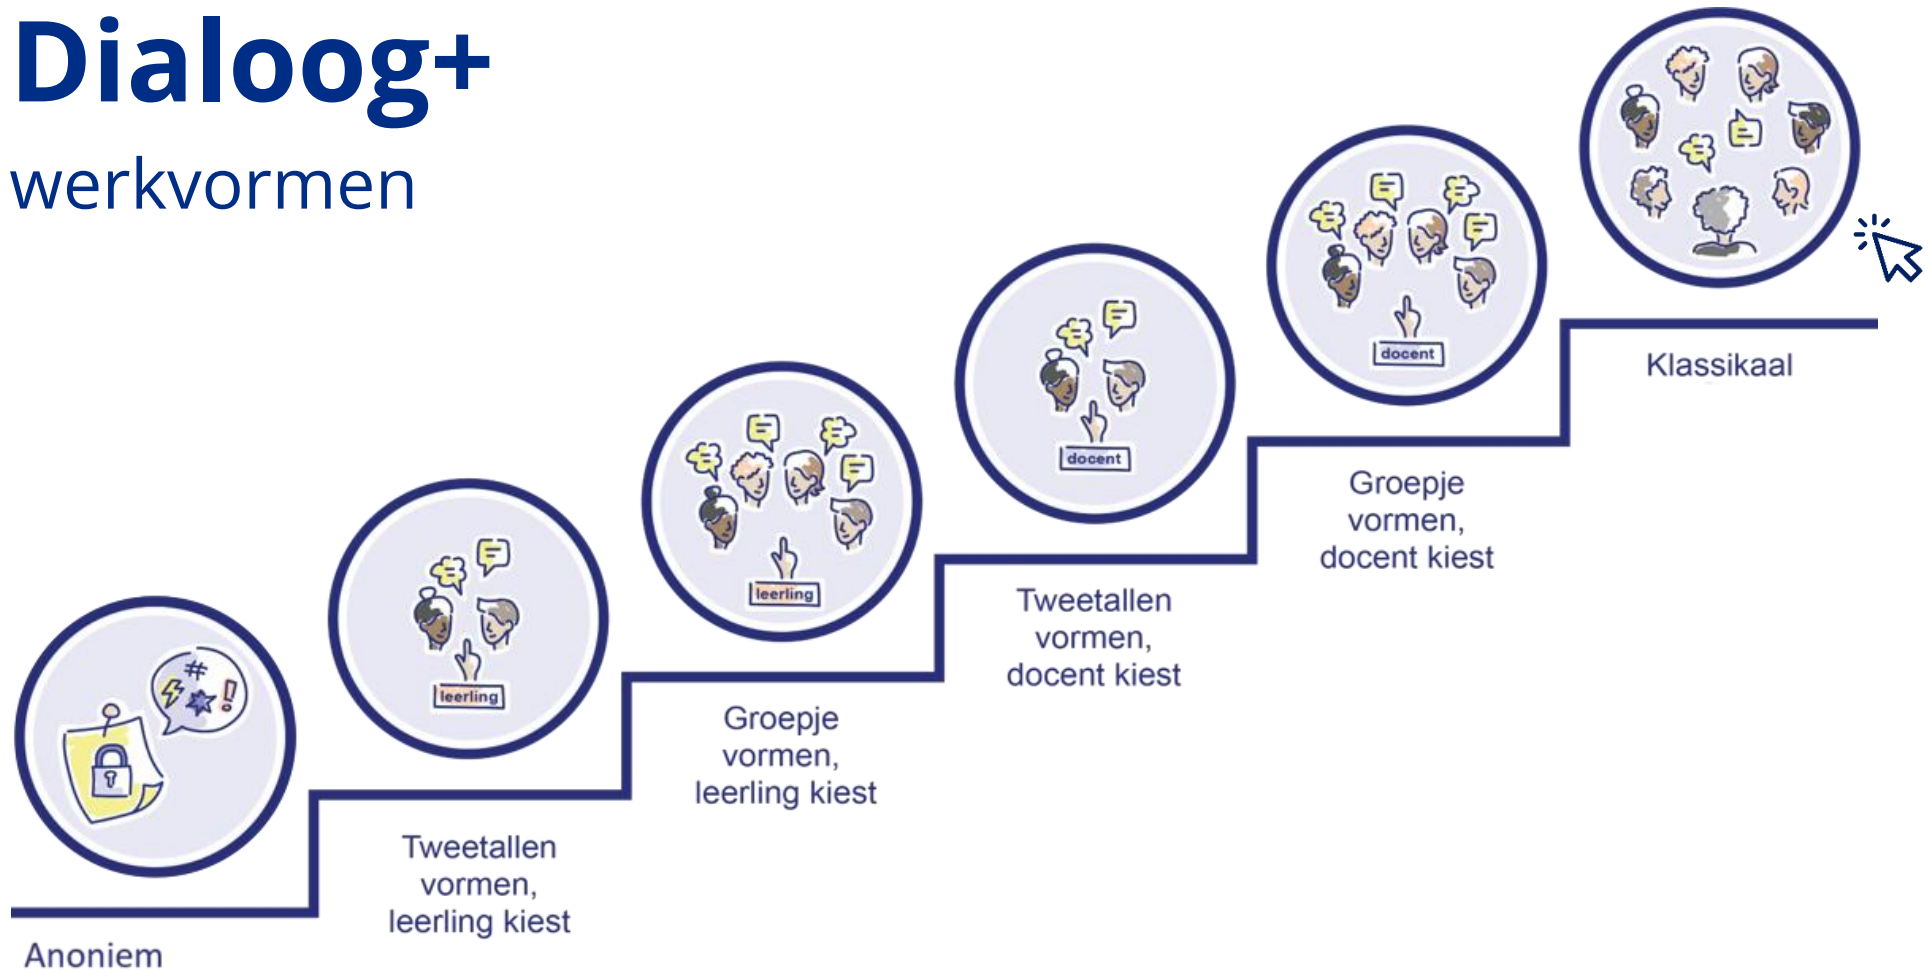 Dialoog+
werkvormen
Anoniem
leerling
Tweetallen
vormen,
leerling kiest
leerling
Groepje
vormen,
leerling kiest
docent
Tweetallen
vormen,
docent kiest
docent
Groepje
vormen,
docent kiest
Klassikaal